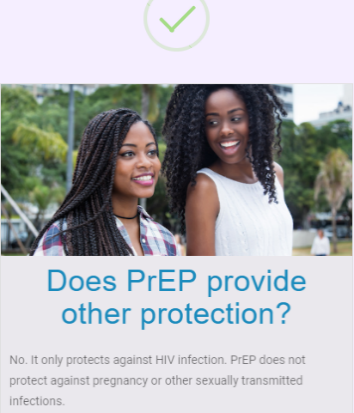 Does PrEP provide
other protection?
No. It only protects against HIV infection. PrEP does not
protect against pregnancy or other sexually transmitted
infections.